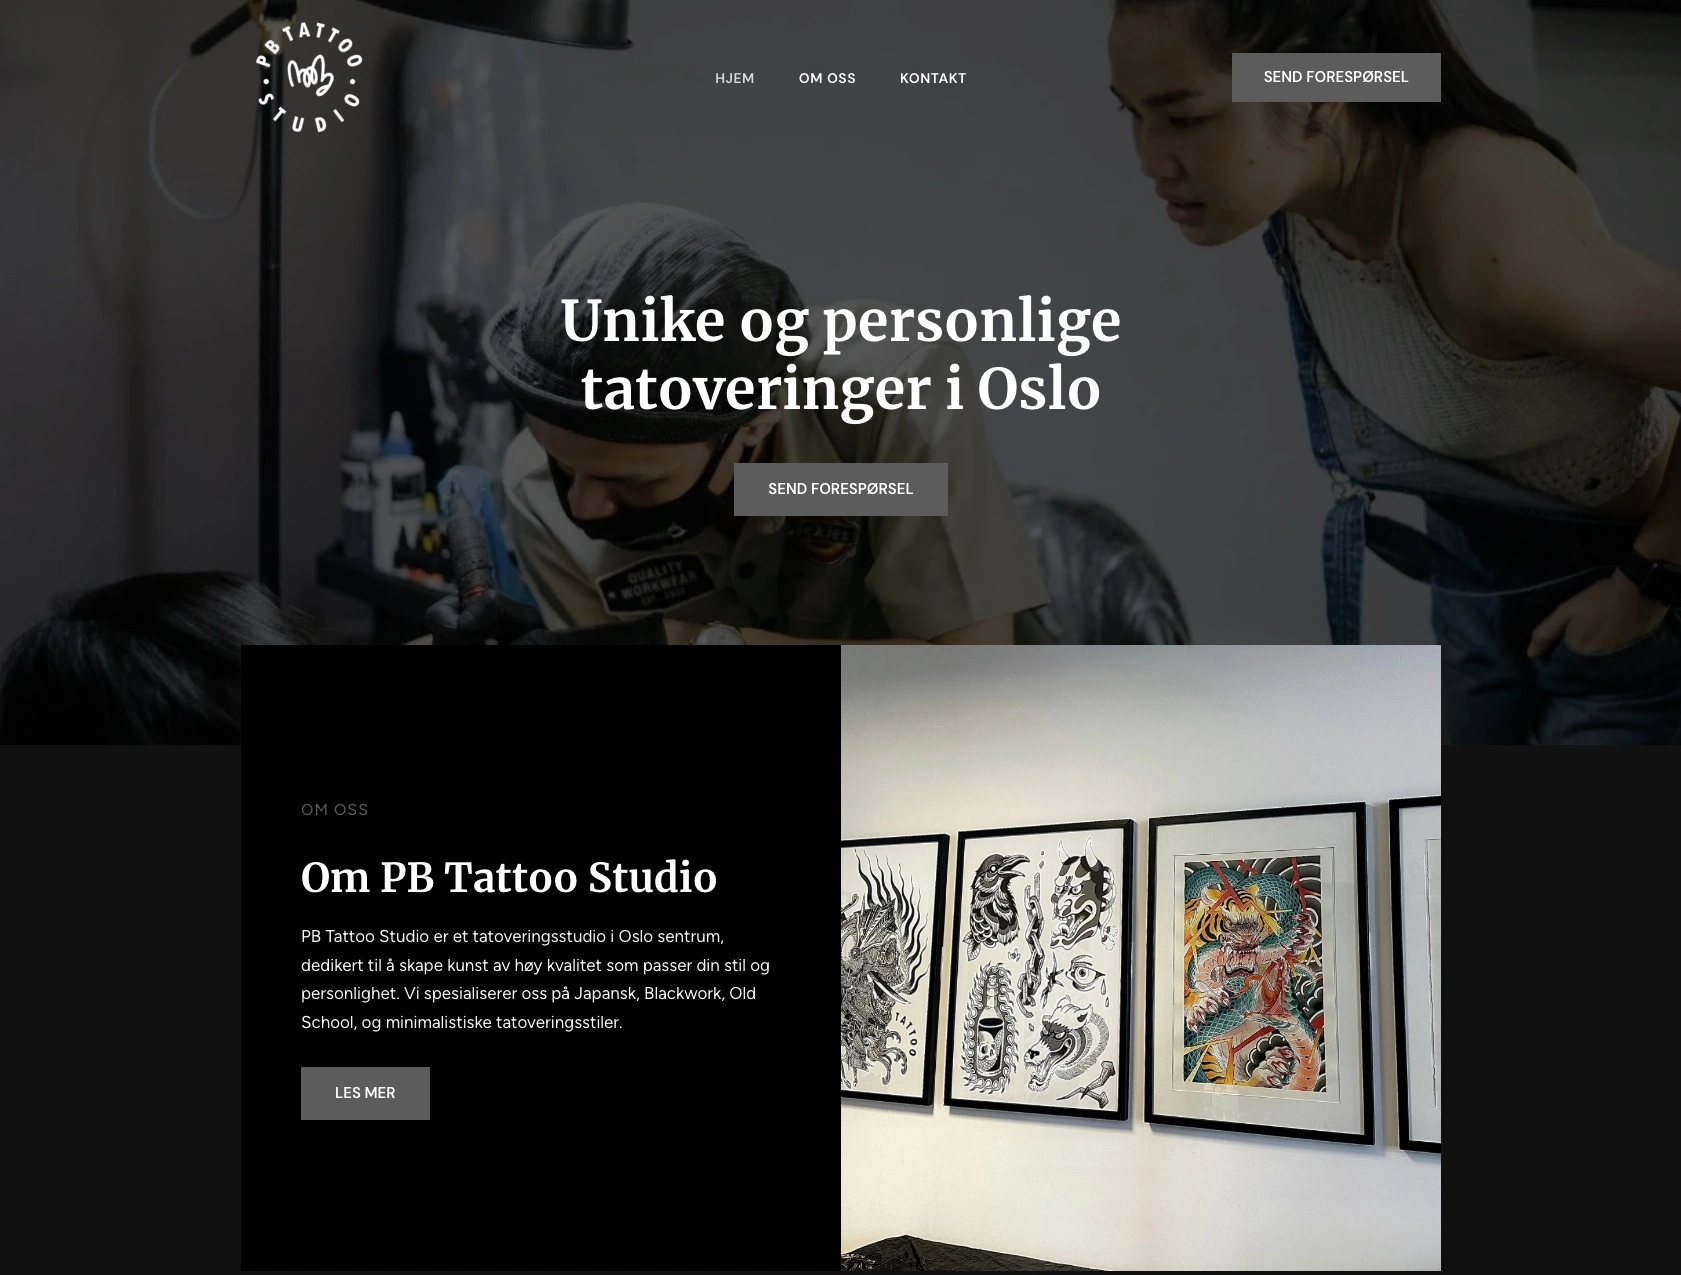 PB TATTOO
STUDIO
HJEM
OM OSS
KONTAKT
SEND FORESPØRSEL
Unike og personlige
tatoveringer i Oslo
SEND FORESPØRSEL
Dickies
QUALITY
WORKWEAR
OM OSS
Om PB Tattoo Studio
PB Tattoo Studio er et tatoveringsstudio i Oslo sentrum,
dedikert til å skape kunst av høy kvalitet som passer din stil og
personlighet. Vi spesialiserer oss på Japansk, Blackwork, Old
School, og minimalistiske tatoveringsstiler.
LES MER
TATTOO